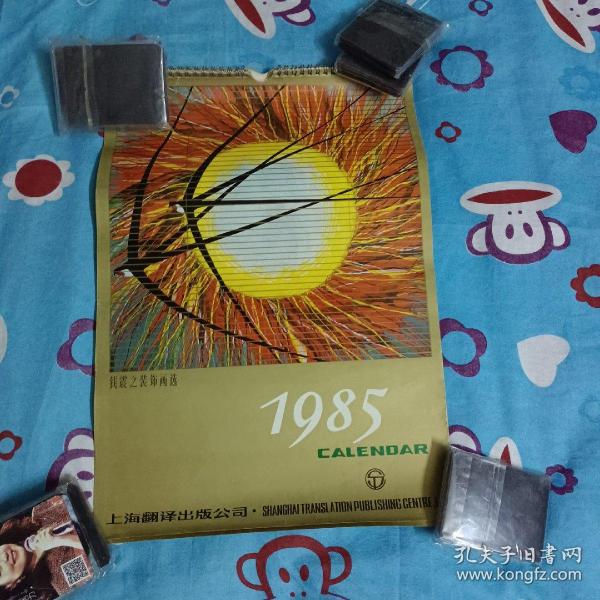 钱震之装饰画选
1985
CALENDAR
上海翻译出版公司·SHANGHAI TRANSLATION PUBLISHING CENTRE
孔夫子旧书网
www.kongfz.com